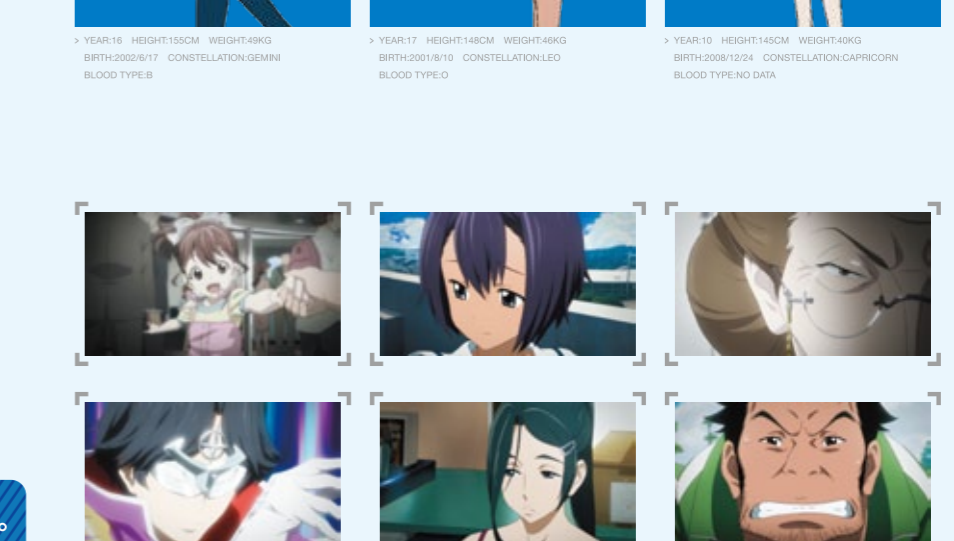 > YEAR:16 HEIGHT:155CM WEIGHT:49KG
BIRTH:2002/6/17 CONSTELLATION:GEMINI
BLOOD TYPE:B
> YEAR:17 HEIGHT:148CM WEIGHT:46KG
BIRTH:2001/8/10 CONSTELLATION:LEO
BLOOD TYPE:O
> YEAR:10 HEIGHT:145CM WEIGHT:40KG
BIRTH:2008/12/24 CONSTELLATION:CAPRICORN
BLOOD TYPE:NO DATA